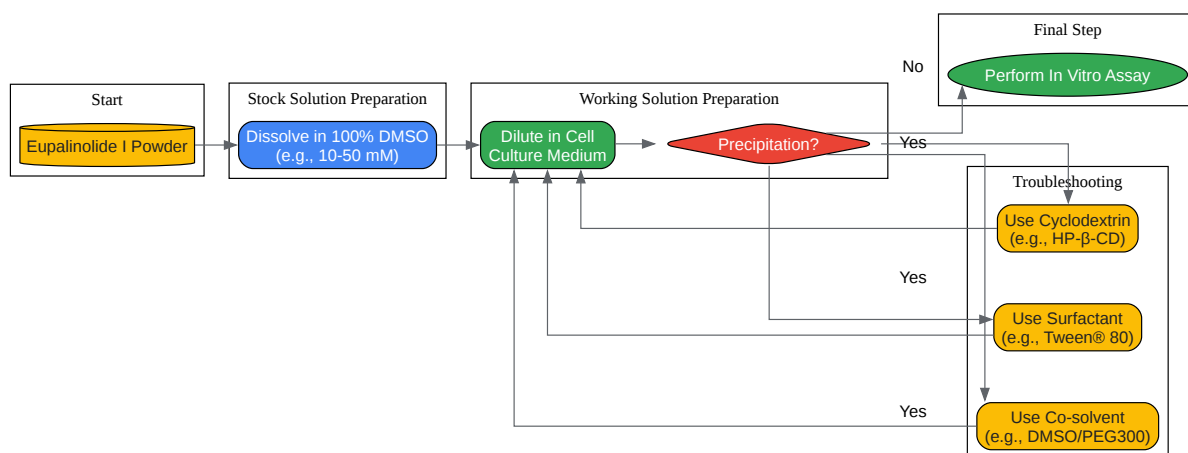 Start
Eupalinolide I Powder
Stock Solution Preparation
Dissolve in 100% DMSO
(e.g., 10-50 mM)
Working Solution Preparation
Dilute in Cell
Culture Medium
Precipitation?
No
Final Step
Perform In Vitro Assay
Yes
Troubleshooting
Use Cyclodextrin
(e.g., HP-β-CD)
Yes
Use Surfactant
(e.g., Tween® 80)
Yes
Use Co-solvent
(e.g., DMSO/PEG300)